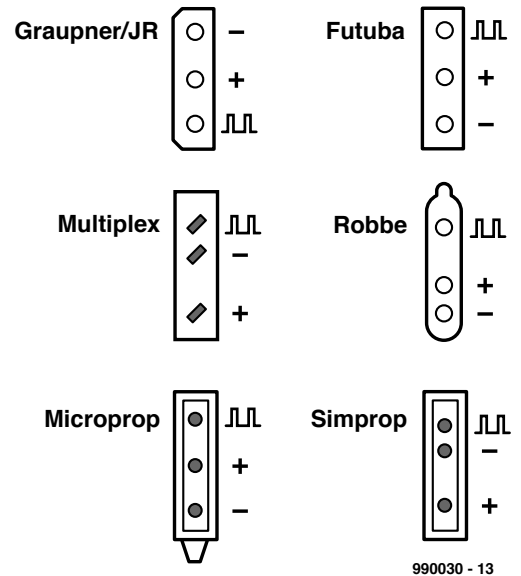 Graupner/JR
–
+
Futuba
+
–
Multiplex
–
+
Robbe
+
–
Microprop
+
–
Simprop
–
+
990030 - 13